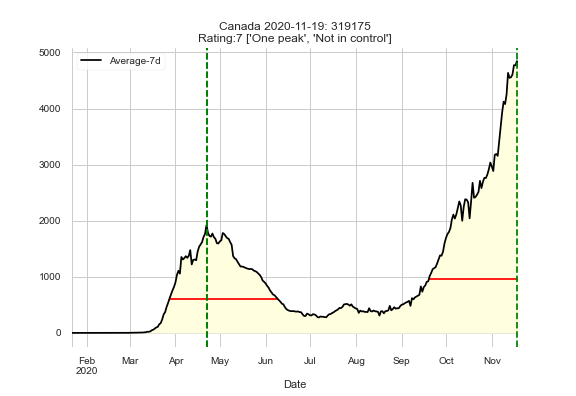 Canada 2020-11-19: 319175
Rating:7 ['One peak', 'Not in control']
Average-7d
5000
4000
3000
2000
1000
0
Feb Mar Apr May Jun Jul Aug Sep Oct Nov
2020
Date